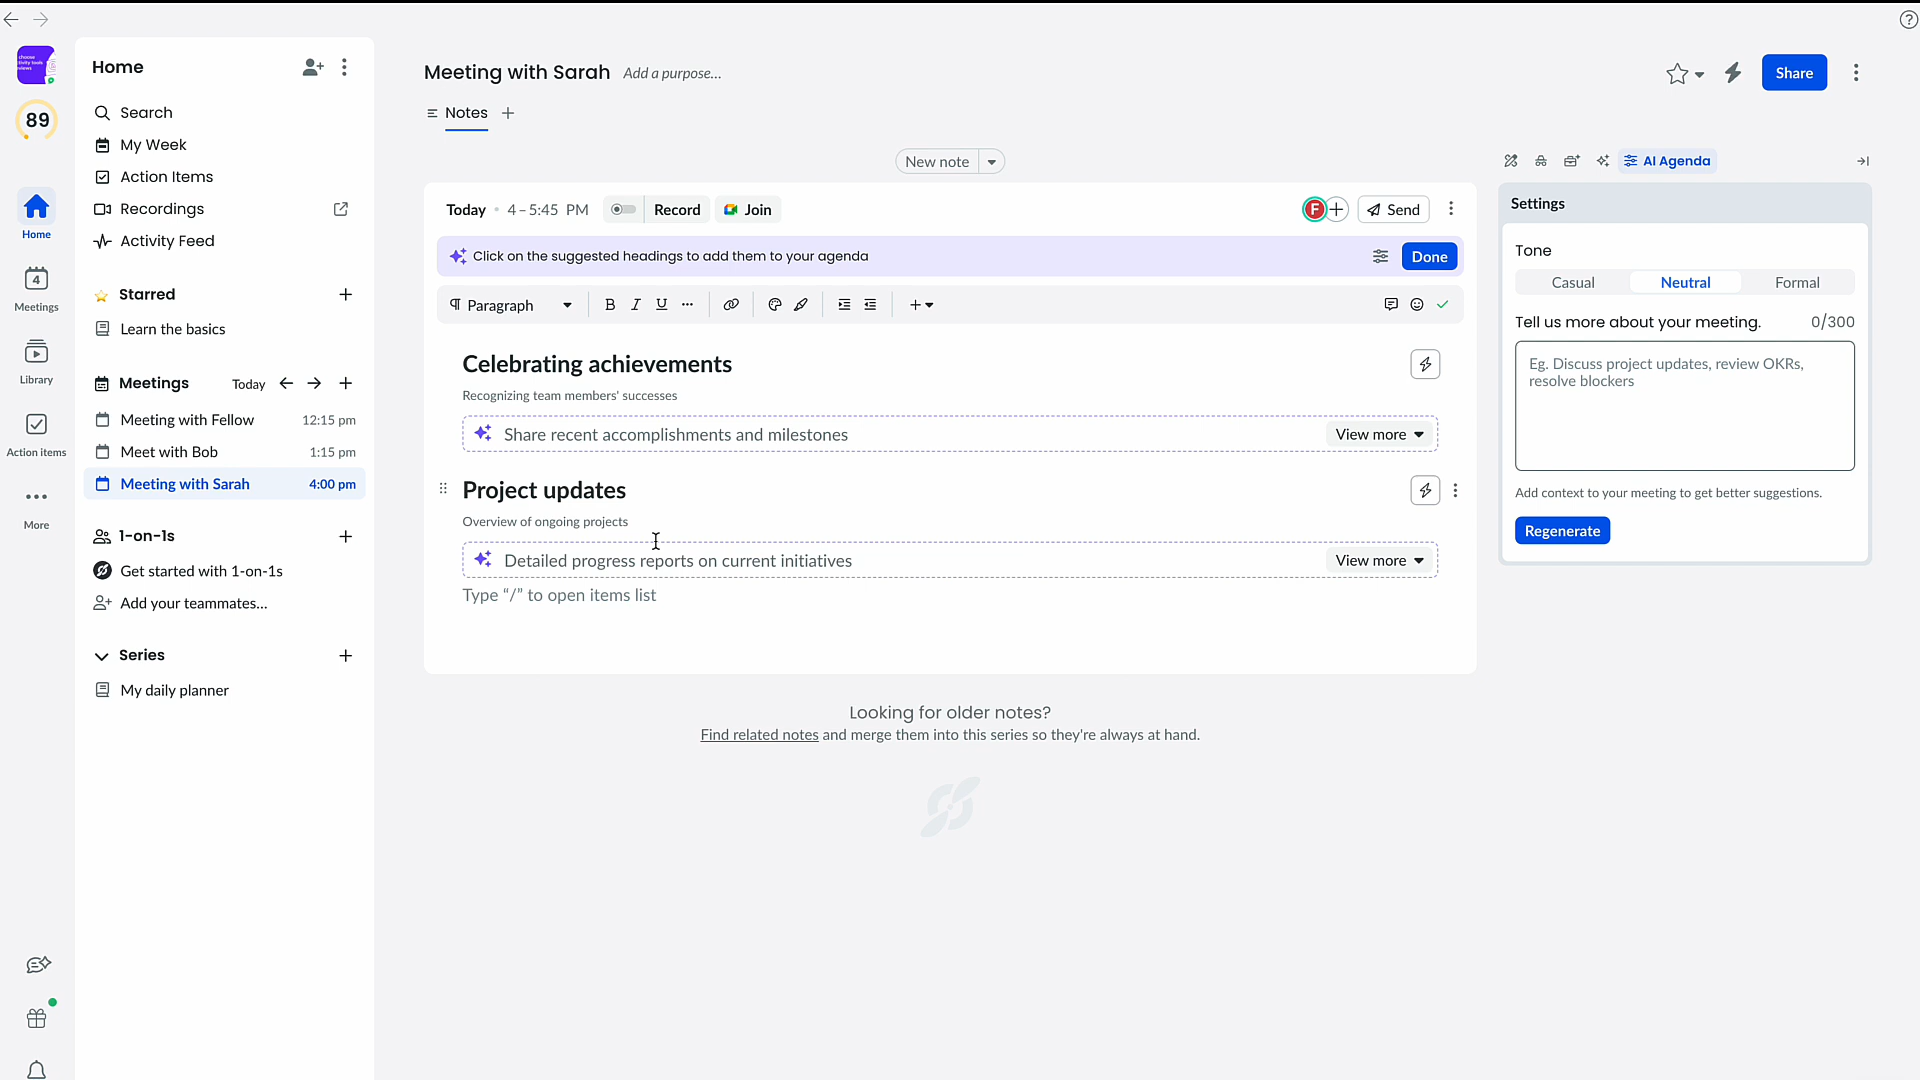 Home
89
Search
My Week
Action Items
Recordings
Activity Feed
Home
4
Meetings
Library
Action items
More
Starred
Learn the basics
Meetings Today
Meeting with Fellow 12:15 pm
Meet with Bob 1:15 pm
Meeting with Sarah 4:00 pm
1-on-1s
Get started with 1-on-1s
Add your teammates...
Series
My daily planner
Meeting with Sarah Add a purpose...
Share
Notes
New note
Today • 4 – 5:45 PM Record Join F Send
Click on the suggested headings to add them to your agenda Done
Paragraph B I U
Celebrating achievements
Recognizing team members' successes
Share recent accomplishments and milestones View more
Project updates
Overview of ongoing projects
Detailed progress reports on current initiatives View more
Type “/” to open items list
Looking for older notes?
Find related notes and merge them into this series so they're always at hand.
AI Agenda
Settings
Tone
Casual Neutral Formal
Tell us more about your meeting. 0/300
Eg. Discuss project updates, review OKRs,
resolve blockers
Add context to your meeting to get better suggestions.
Regenerate